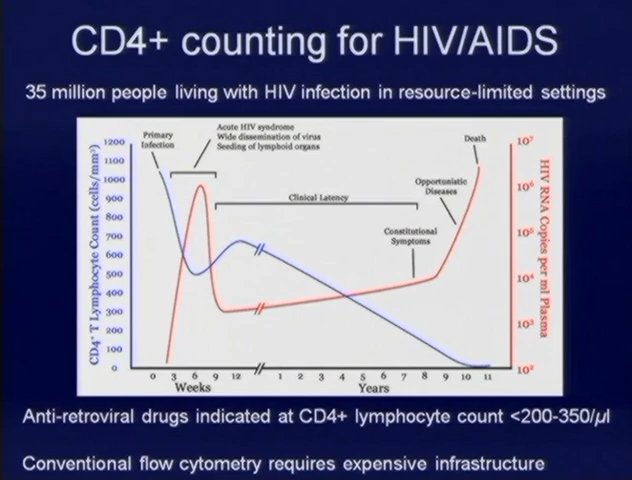 CD4+ counting for HIV/AIDS
35 million people living with HIV infection in resource-limited settings
Primary
Infection
Acute HIV syndrome
Wide dissemination of virus
Seeding of lymphoid organs
Death
Opportunistic
Diseases
Clinical Latency
Constitutional
Symptoms
CD4⁺ T Lymphocyte Count (cells/mm³)
1200
1100
1000
900
800
700
600
500
400
300
200
100
0
10⁷
10⁶
10⁵
10⁴
10³
10²
HIV RNA Copies per ml Plasma
0 3 6 9 12 1 2 3 4 5 6 7 8 9 10 11
Weeks Years
Anti-retroviral drugs indicated at CD4+ lymphocyte count <200-350/µl
Conventional flow cytometry requires expensive infrastructure